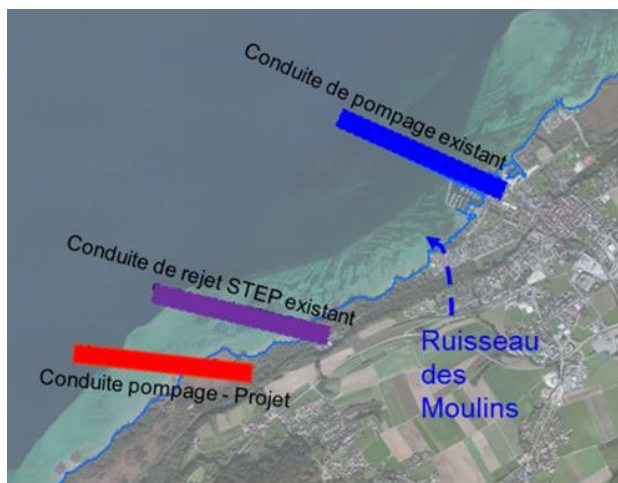 Conduite de pompage existant
Conduite de rejet STEP existant
Conduite pompage - Projet
Ruisseau
des
Moulins